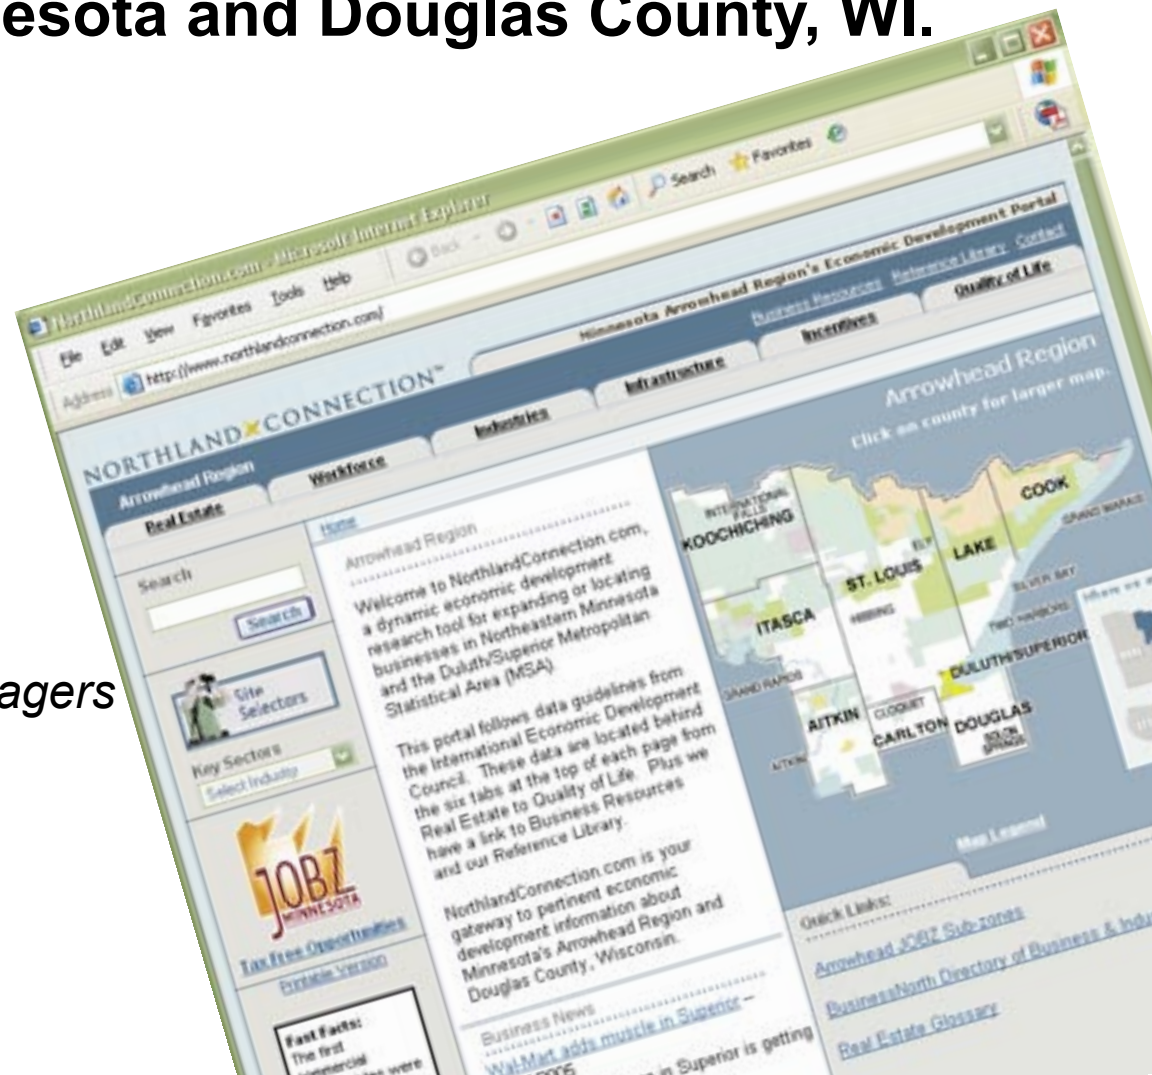 esota and Douglas County, WI.
agers
NorthlandConnection.com - Microsoft Internet Explorer
File Edit View Favorites Tools Help
Back Search Favorites
Address http://www.northlandconnection.com/
NORTHLAND CONNECTION™
Minnesota Arrowhead Region's Economic Development Portal
Business Resources Reference Library Contact
Arrowhead Region
Real Estate Workforce Industries Infrastructure Incentives Quality of Life
Search
Search
Site
Selectors
Key Sectors
Select Industry
JOBZ
MINNESOTA
Tax Free Opportunities
Printable Version
Fast Facts:
The first
were
Home
Arrowhead Region
Welcome to NorthlandConnection.com,
a dynamic economic development
research tool for expanding or locating
businesses in Northeastern Minnesota
and the Duluth/Superior Metropolitan
Statistical Area (MSA).
This portal follows data guidelines from
the International Economic Development
Council. These data are located behind
the six tabs at the top of each page from
Real Estate to Quality of Life. Plus we
have a link to Business Resources
and our Reference Library.
NorthlandConnection.com is your
gateway to pertinent economic
development information about
Minnesota's Arrowhead Region and
Douglas County, Wisconsin.
Business News
Wal-Mart adds muscle in Superior –
in Superior is getting
Arrowhead Region
Click on county for larger map.
INTERNATIONAL
FALLS
KOOCHICHING
COOK
GRAND MARAIS
ELY
LAKE
ST. LOUIS
SILVER BAY
HIBBING
ITASCA
TWO HARBORS
DULUTH/SUPERIOR
GRAND RAPIDS
AITKIN
CLOQUET
CARLTON
DOUGLAS
SOLON
SPRINGS
AITKIN
Map Legend
Quick Links:
Arrowhead JOBZ Sub-zones
BusinessNorth Directory of Business & Indu
Real Estate Glossary